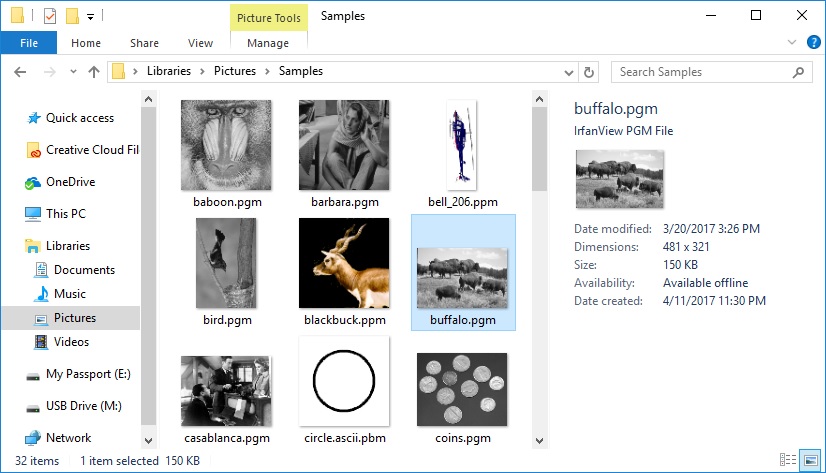 Picture Tools
Samples
File
Home
Share
View
Manage
Libraries
Pictures
Samples
Search Samples
Quick access
Creative Cloud Fil
OneDrive
This PC
Libraries
Documents
Music
Pictures
Videos
My Passport (E:)
USB Drive (M:)
Network
baboon.pgm
barbara.pgm
bell_206.ppm
bird.pgm
blackbuck.ppm
buffalo.pgm
casablanca.pgm
circle.ascii.pbm
coins.pgm
buffalo.pgm
IrfanView PGM File
Date modified: 3/20/2017 3:26 PM
Dimensions: 481 x 321
Size: 150 KB
Availability: Available offline
Date created: 4/11/2017 11:30 PM
32 items
1 item selected 150 KB